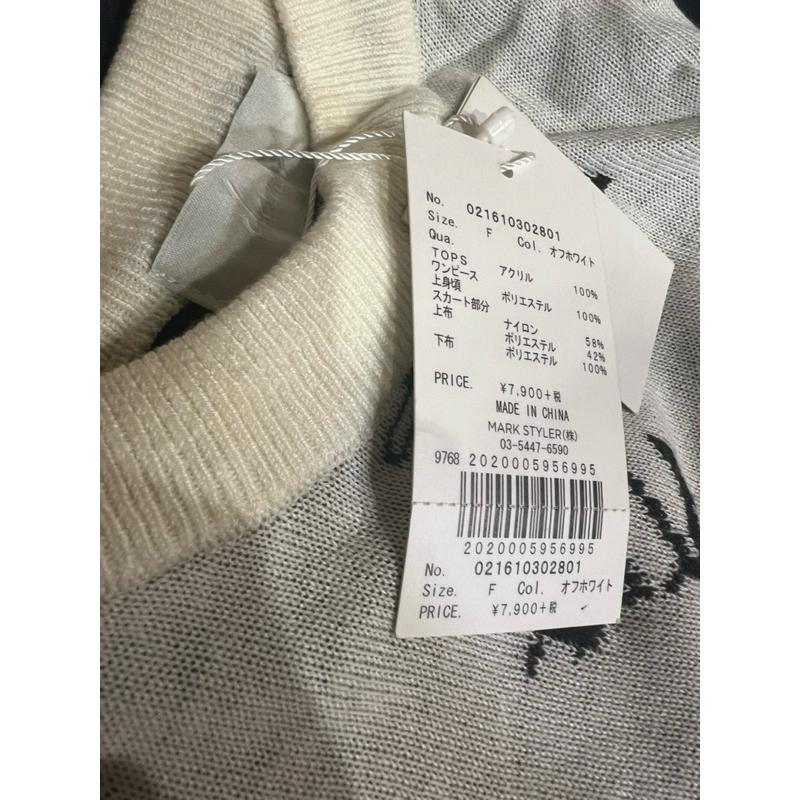 No. 021610302801
Size. F Col. オフホワイト
Qua.
TOPS アクリル 100%
ワンピース
上身頃 ポリエステル 100%
スカート部分
上布 ナイロン 58%
ポリエステル 42%
下布 ポリエステル 100%
PRICE. ¥7,900+税
MADE IN CHINA
MARK STYLER(株)
03-5447-6590
9768 2020005956995
2020005956995
No. 021610302801
Size. F Col. オフホワイト
PRICE. ¥7,900+税